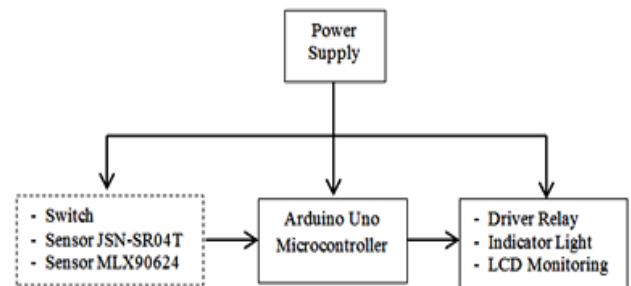 Power
Supply
- Switch
- Sensor JSN-SR04T
- Sensor MLX90624
Arduino Uno
Microcontroller
- Driver Relay
- Indicator Light
- LCD Monitoring